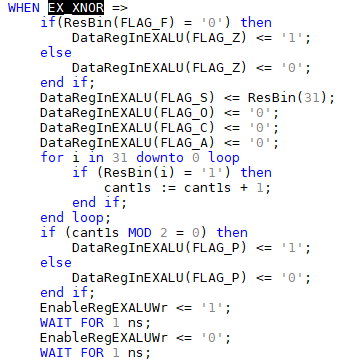 WHEN EX_XNOR =>
if(ResBin(FLAG_F) = '0') then
DataRegInEXALU(FLAG_Z) <= '1';
else
DataRegInEXALU(FLAG_Z) <= '0';
end if;
DataRegInEXALU(FLAG_S) <= ResBin(31);
DataRegInEXALU(FLAG_O) <= '0';
DataRegInEXALU(FLAG_C) <= '0';
DataRegInEXALU(FLAG_A) <= '0';
for i in 31 downto 0 loop
if (ResBin(i) = '1') then
cant1s := cant1s + 1;
end if;
end loop;
if (cant1s MOD 2 = 0) then
DataRegInEXALU(FLAG_P) <= '1';
else
DataRegInEXALU(FLAG_P) <= '0';
end if;
EnableRegEXALUWr <= '1';
WAIT FOR 1 ns;
EnableRegEXALUWr <= '0';
WAIT FOR 1 ns;